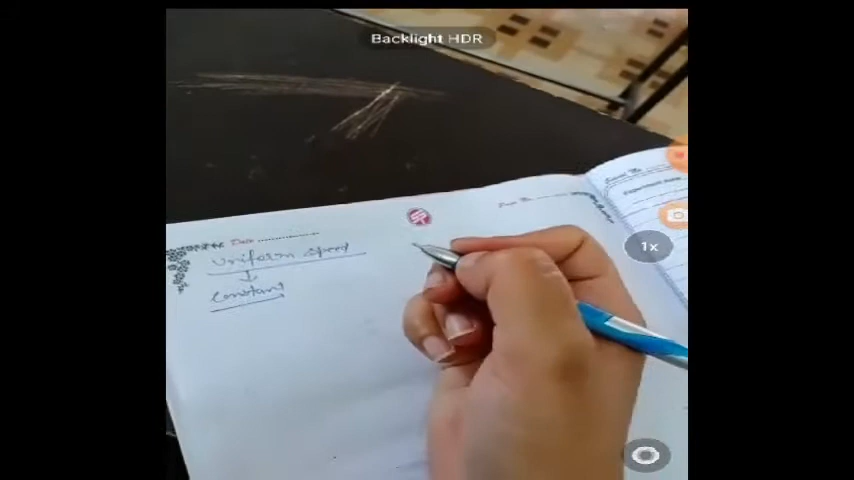 Backlight HDR
Date
Uniform Speed
Constant
1x